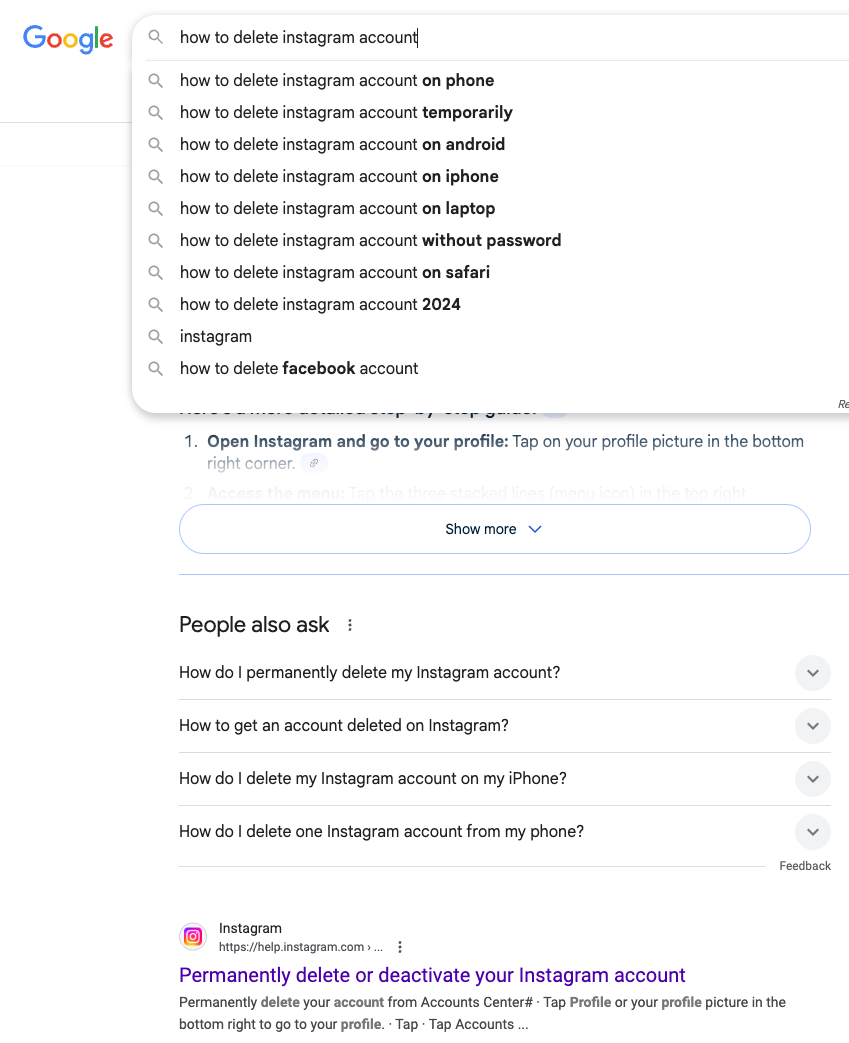 Google
how to delete instagram account
how to delete instagram account on phone
how to delete instagram account temporarily
how to delete instagram account on android
how to delete instagram account on iphone
how to delete instagram account on laptop
how to delete instagram account without password
how to delete instagram account on safari
how to delete instagram account 2024
instagram
how to delete facebook account
Re
Here's a more detailed step-by-step guide:
1. Open Instagram and go to your profile: Tap on your profile picture in the bottom
right corner.
2. Access the menu: Tap the three stacked lines (menu icon) in the top right
Show more
People also ask
How do I permanently delete my Instagram account?
How to get an account deleted on Instagram?
How do I delete my Instagram account on my iPhone?
How do I delete one Instagram account from my phone?
Feedback
Instagram
https://help.instagram.com › ...
Permanently delete or deactivate your Instagram account
Permanently delete your account from Accounts Center# · Tap Profile or your profile picture in the
bottom right to go to your profile. · Tap · Tap Accounts ...